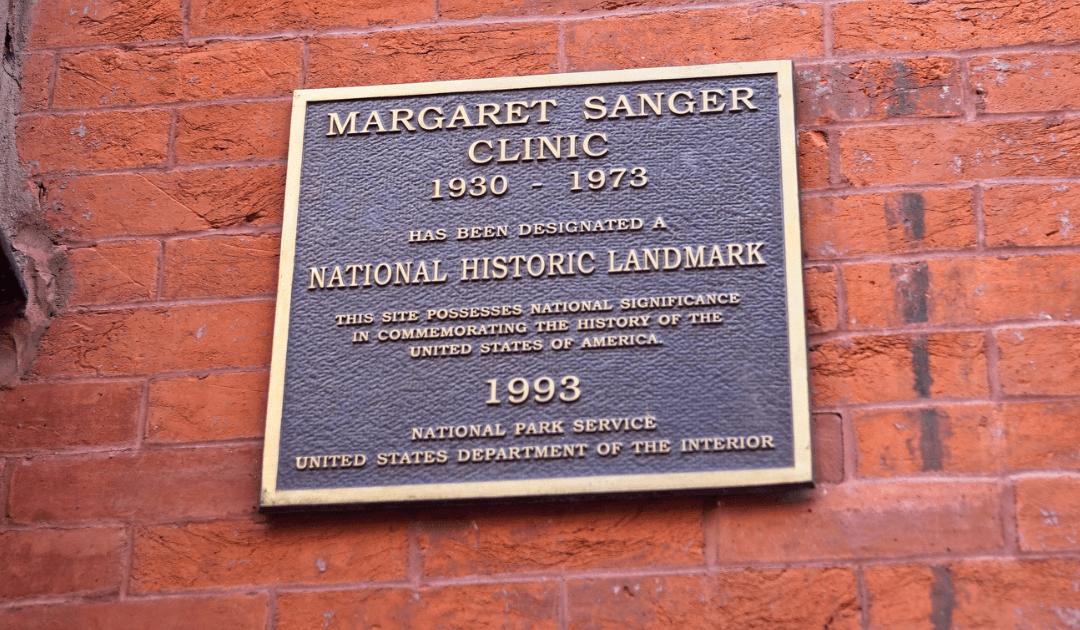 MARGARET SANGER
CLINIC
1930 - 1973
HAS BEEN DESIGNATED A
NATIONAL HISTORIC LANDMARK
THIS SITE POSSESSES NATIONAL SIGNIFICANCE
IN COMMEMORATING THE HISTORY OF THE
UNITED STATES OF AMERICA.
1993
NATIONAL PARK SERVICE
UNITED STATES DEPARTMENT OF THE INTERIOR